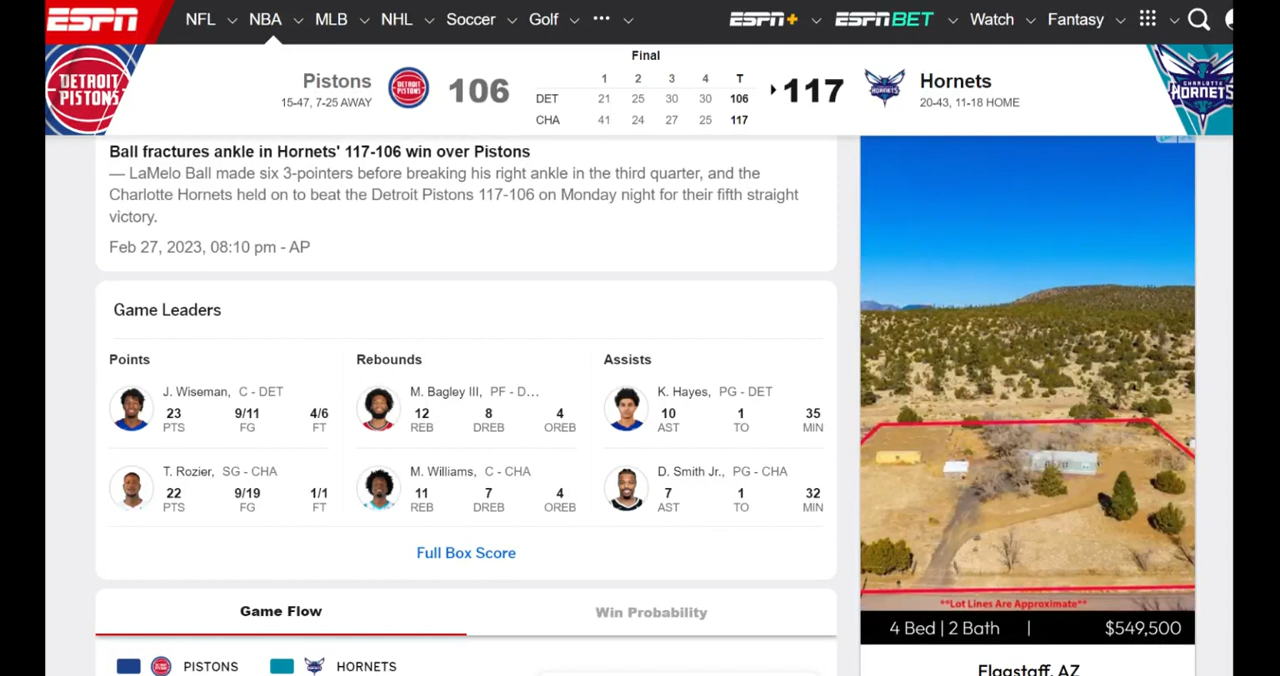 ESPN NFL NBA MLB NHL Soccer Golf ••• ESPN+ ESPN BET Watch Fantasy
Final
DETROIT PISTONS
Pistons
15-47, 7-25 AWAY
DETROIT PISTONS
106
1 2 3 4 T
DET 21 25 30 30 106
CHA 41 24 27 25 117
117
HORNETS
Hornets
20-43, 11-18 HOME
CHARLOTTE HORNETS
Ball fractures ankle in Hornets' 117-106 win over Pistons
— LaMelo Ball made six 3-pointers before breaking his right ankle in the third quarter, and the
Charlotte Hornets held on to beat the Detroit Pistons 117-106 on Monday night for their fifth straight
victory.
Feb 27, 2023, 08:10 pm - AP
Game Leaders
Points Rebounds Assists
J. Wiseman, C - DET
23 9/11 4/6
PTS FG FT
M. Bagley III, PF - D...
12 8 4
REB DREB OREB
K. Hayes, PG - DET
10 1 35
AST TO MIN
T. Rozier, SG - CHA
22 9/19 1/1
PTS FG FT
M. Williams, C - CHA
11 7 4
REB DREB OREB
D. Smith Jr., PG - CHA
7 1 32
AST TO MIN
Full Box Score
Game Flow Win Probability
PISTONS HORNETS
**Lot Lines Are Approximate**
4 Bed | 2 Bath | $549,500
Flagstaff, AZ